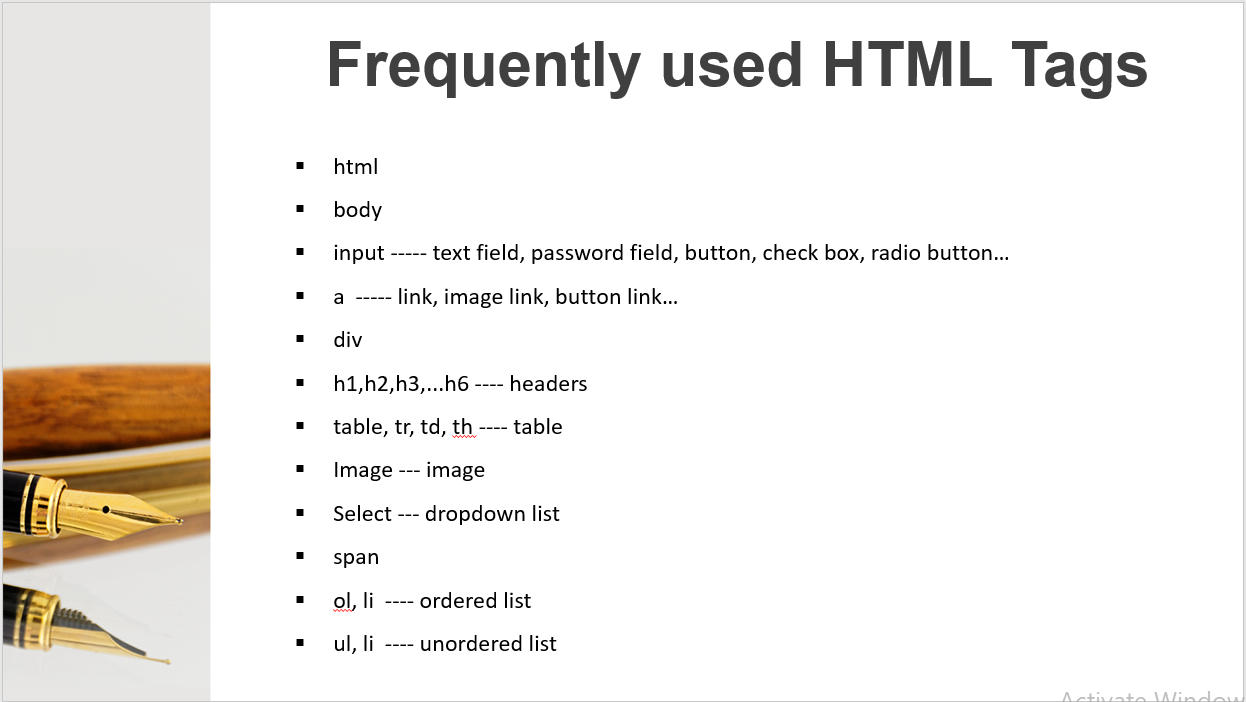 Frequently used HTML Tags
▪ html
▪ body
▪ input ----- text field, password field, button, check box, radio button…
▪ a  ----- link, image link, button link…
▪ div
▪ h1,h2,h3,...h6 ---- headers
▪ table, tr, td, th ---- table
▪ Image --- image
▪ Select --- dropdown list
▪ span
▪ ol, li  ---- ordered list
▪ ul, li  ---- unordered list
Activate Window